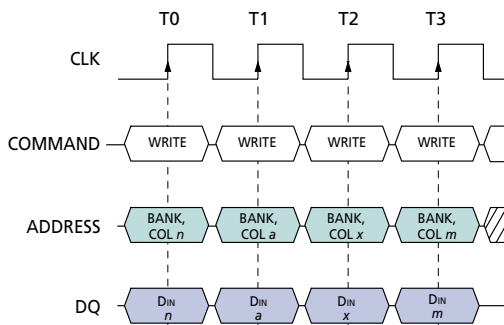 T0 T1 T2 T3
CLK
COMMAND WRITE WRITE WRITE WRITE
ADDRESS BANK, COL n BANK, COL a BANK, COL x BANK, COL m
DQ DIN n DIN a DIN x DIN m